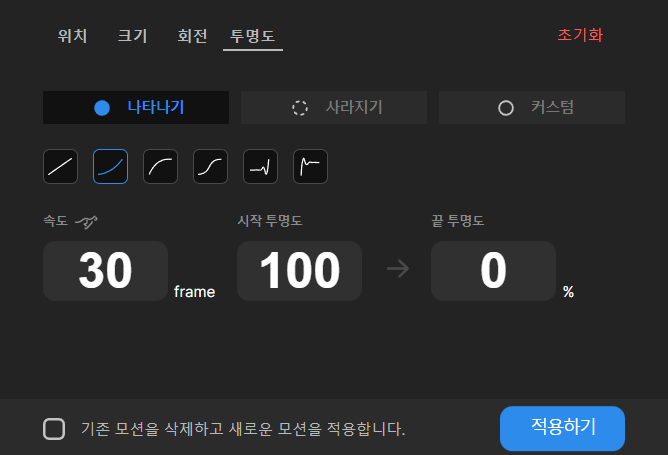 위치 크기 회전 투명도 초기화
나타나기 사라지기 커스텀
속도 시작 투명도 끝 투명도
30 frame 100 → 0 %
기존 모션을 삭제하고 새로운 모션을 적용합니다. 적용하기